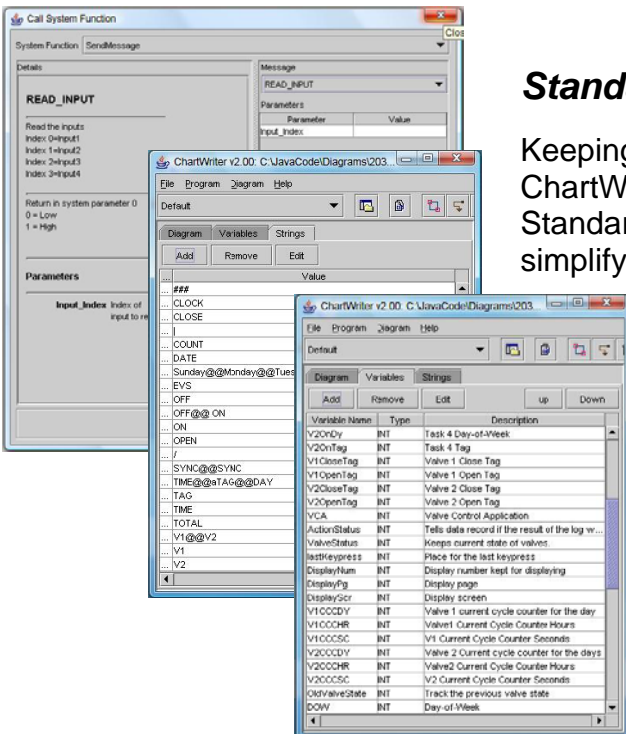 Call System Function
Clos
System Function SendMessage
Details
READ_INPUT
Read the inputs
Index 0=Input1
Index 1=Input2
Index 2=Input3
Index 3=Input4
Return in system parameter 0
0 = Low
1 = High
Parameters
Input_Index Index of
input to re
Message
READ_INPUT
Parameters
Parameter Value
Input_Index
Stand
Keeping
ChartW
Standar
simplify
ChartWriter v2.00: C:\JavaCode\Diagrams\203...
File Program Diagram Help
Default
Diagram Variables Strings
Add Remove Edit
... Value
... ###
... CLOCK
... CLOSE
... |
... COUNT
... DATE
... Sunday@@Monday@@Tues
... EVS
... OFF
... OFF@@ ON
... ON
... OPEN
... /
... SYNC@@SYNC
... TIME@@aTAG@@DAY
... TAG
... TIME
... TOTAL
... V1@@V2
... V1
... V2
ChartWriter v2.00: C:\JavaCode\Diagrams\203...
File Program Diagram Help
Default
Diagram Variables Strings
Add Remove Edit up Down
Variable Name Type Description
V2OnDy INT Task 4 Day-of-Week
V2OnTag INT Task 4 Tag
V1CloseTag INT Valve 1 Close Tag
V1OpenTag INT Valve 1 Open Tag
V2CloseTag INT Valve 2 Close Tag
V2OpenTag INT Valve 2 Open Tag
VCA INT Valve Control Application
ActionStatus INT Tells data record if the result of the log w...
ValveStatus INT Keeps current state of valves.
lastKeypress INT Place for the last keypress
DisplayNum INT Display number kept for displaying
DisplayPg INT Display page
DisplayScr INT Display screen
V1CCCDY INT Valve 1 current cycle counter for the day
V1CCCHR INT Valve1 Current Cycle Counter Hours
V1CCCSC INT V1 Current Cycle Counter Seconds
V2CCCDY INT Valve 2 Current cycle counter for the days
V2CCCHR INT Valve2 Current Cycle Counter Hours
V2CCCSC INT V2 Current Cycle Counter Seconds
OldValveState INT Track the previous valve state
DOW INT Day-of-Week